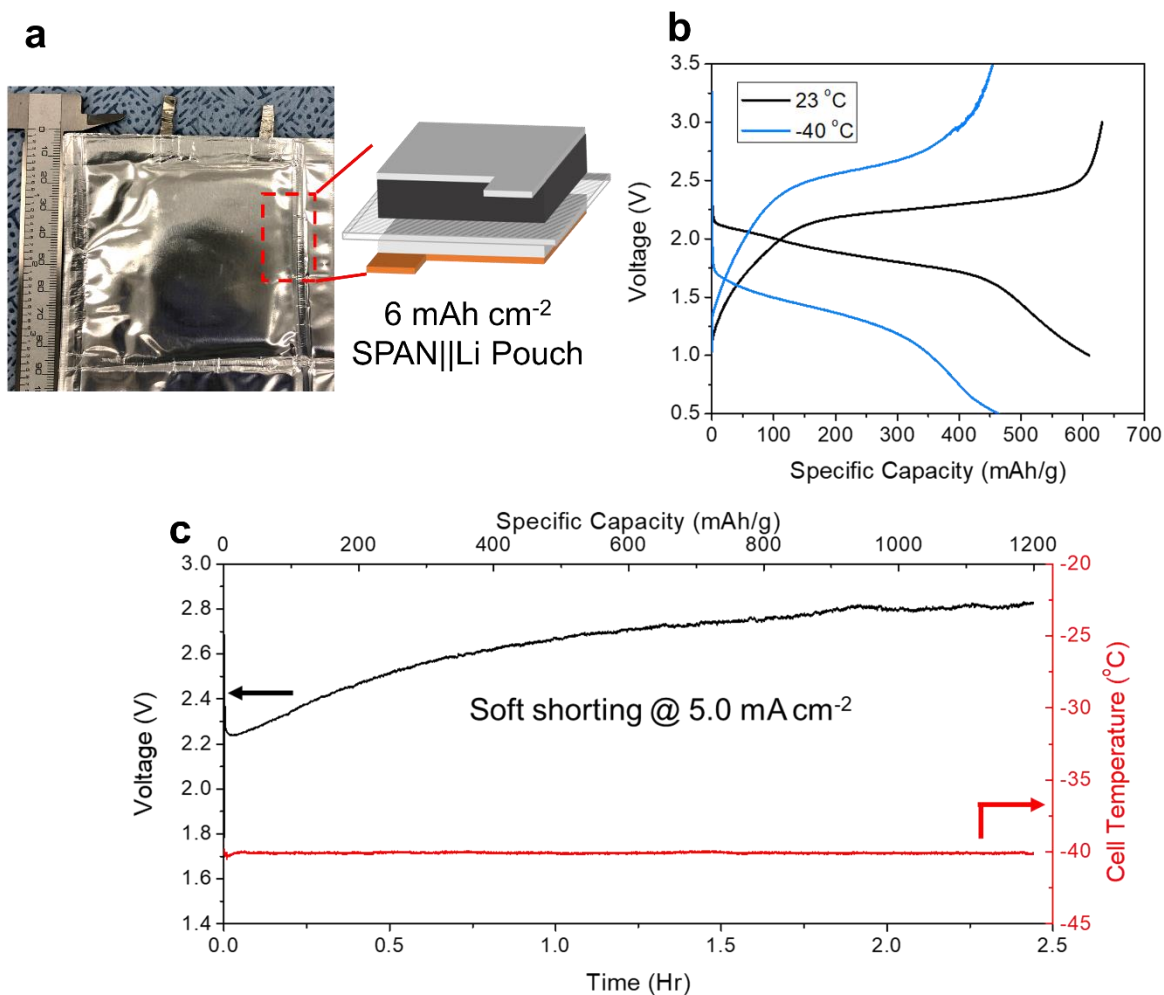 a
6 mAh cm-2
SPAN||Li Pouch
b
23 oC
-40 oC
3.5
3.0
2.5
2.0
1.5
1.0
0.5
Voltage (V)
0 100 200 300 400 500 600 700
Specific Capacity (mAh/g)
c
Specific Capacity (mAh/g)
0 200 400 600 800 1000 1200
3.0
2.8
2.6
2.4
2.2
2.0
1.8
1.6
1.4
Voltage (V)
Soft shorting @ 5.0 mA cm-2
-20
-25
-30
-35
-40
-45
Cell Temperature (oC)
0.0 0.5 1.0 1.5 2.0 2.5
Time (Hr)